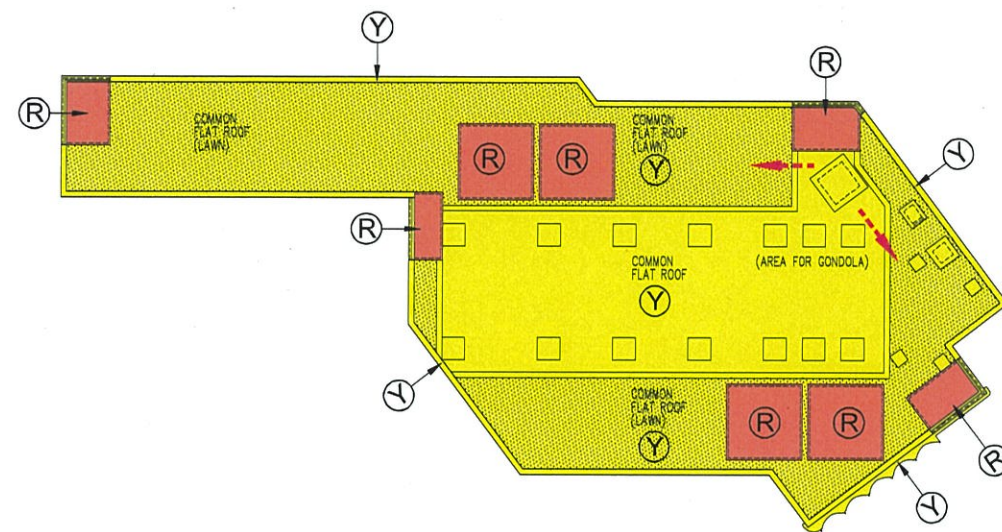 Y
R
R
COMMON
FLAT ROOF
(LAWN)
COMMON
FLAT ROOF
(LAWN)
Y
R
R
Y
R
COMMON
FLAT ROOF
Y
(AREA FOR GONDOLA)
Y
COMMON
FLAT ROOF
(LAWN)
Y
R
R
R
Y